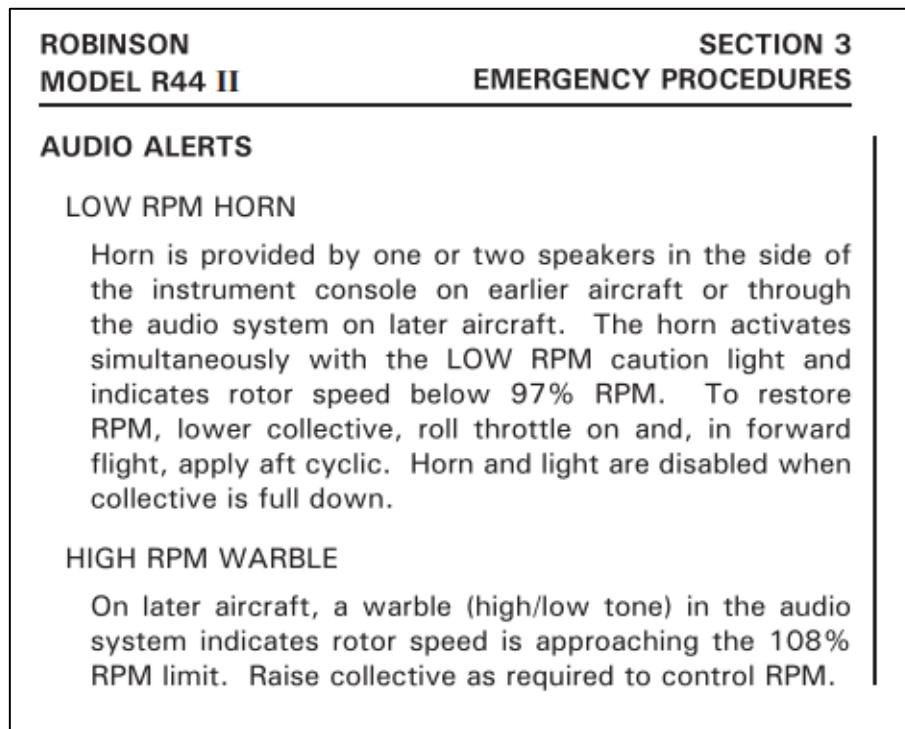 ROBINSON
MODEL R44 II
SECTION 3
EMERGENCY PROCEDURES
AUDIO ALERTS
LOW RPM HORN
Horn is provided by one or two speakers in the side of
the instrument console on earlier aircraft or through
the audio system on later aircraft. The horn activates
simultaneously with the LOW RPM caution light and
indicates rotor speed below 97% RPM. To restore
RPM, lower collective, roll throttle on and, in forward
flight, apply aft cyclic. Horn and light are disabled when
collective is full down.
HIGH RPM WARBLE
On later aircraft, a warble (high/low tone) in the audio
system indicates rotor speed is approaching the 108%
RPM limit. Raise collective as required to control RPM.